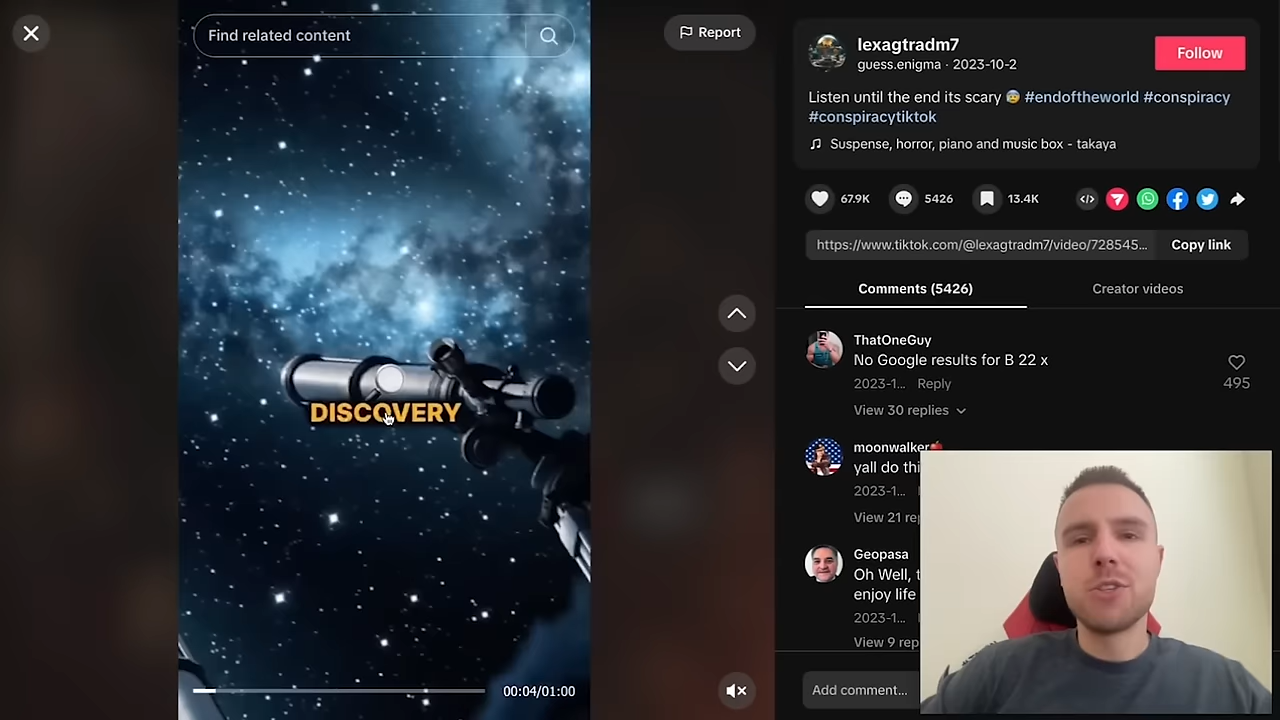 Find related content
Report
DISCOVERY
00:04/01:00
lexagtradm7
guess.enigma · 2023-10-2
Follow
Listen until the end its scary 😨 #endoftheworld #conspiracy
#conspiracytiktok
Suspense, horror, piano and music box - takaya
67.9K
5426
13.4K
https://www.tiktok.com/@lexagtradm7/video/728545...
Copy link
Comments (5426)
Creator videos
ThatOneGuy
No Google results for B 22 x
2023-1... Reply
495
View 30 replies
moonwalker
yall do thi
2023-1...
View 21 rep
Geopasa
Oh Well, t
enjoy life
2023-1...
View 9 rep
Add comment...